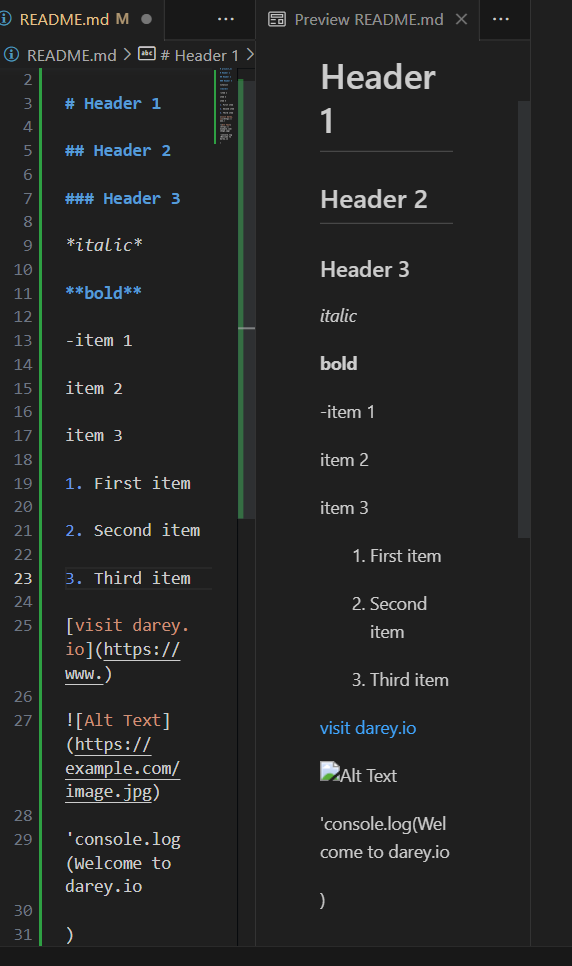 README.md M
Preview README.md
README.md > # Header 1 >
2
3 # Header 1
4
5 ## Header 2
6
7 ### Header 3
8
9 *italic*
10
11 **bold**
12
13 -item 1
14
15 item 2
16
17 item 3
18
19 1. First item
20
21 2. Second item
22
23 3. Third item
24
25 [visit darey.
io](https://
www.)
26
27 ![Alt Text]
(https://
example.com/
image.jpg)
28
29 'console.log
(Welcome to
darey.io
30
31 )
Header
1
Header 2
Header 3
italic
bold
-item 1
item 2
item 3
1. First item
2. Second
item
3. Third item
visit darey.io
Alt Text
'console.log(Wel
come to darey.io
)